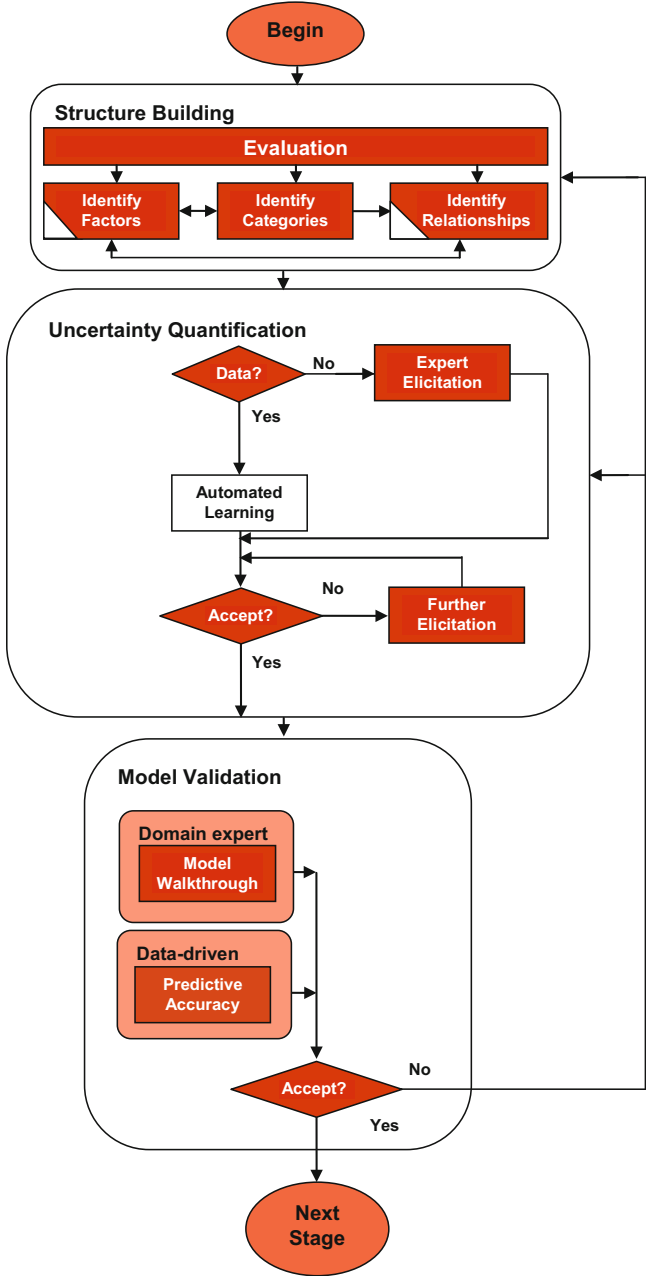 Begin
Structure Building
Evaluation
Identify
Factors
Identify
Categories
Identify
Relationships
Uncertainty Quantification
Data?
No
Expert
Elicitation
Yes
Automated
Learning
Accept?
No
Further
Elicitation
Yes
Model Validation
Domain expert
Model
Walkthrough
Data-driven
Predictive
Accuracy
Accept?
No
Yes
Next
Stage